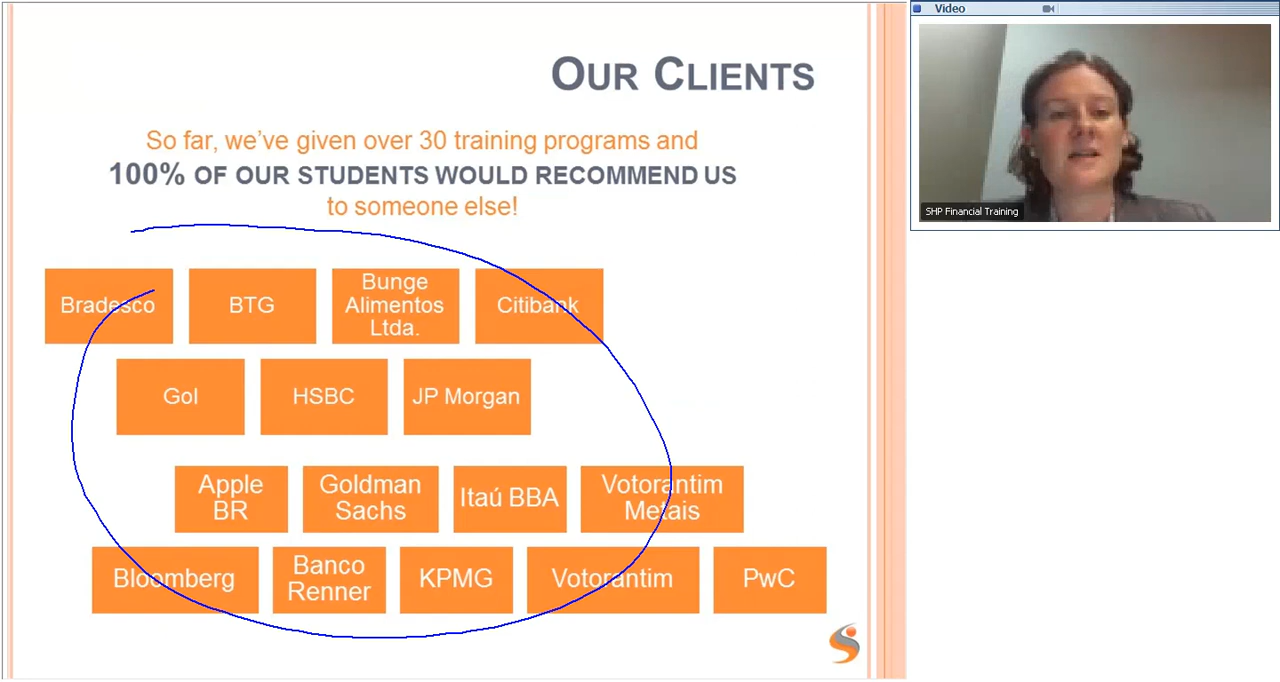 Video
OUR CLIENTS
So far, we've given over 30 training programs and
100% OF OUR STUDENTS WOULD RECOMMEND US
to someone else!
SHP Financial Training
Bradesco
BTG
Bunge
Alimentos
Ltda.
Citibank
Gol
HSBC
JP Morgan
Apple
BR
Goldman
Sachs
Itaú BBA
Votorantim
Metais
Bloomberg
Banco
Renner
KPMG
Votorantim
PwC